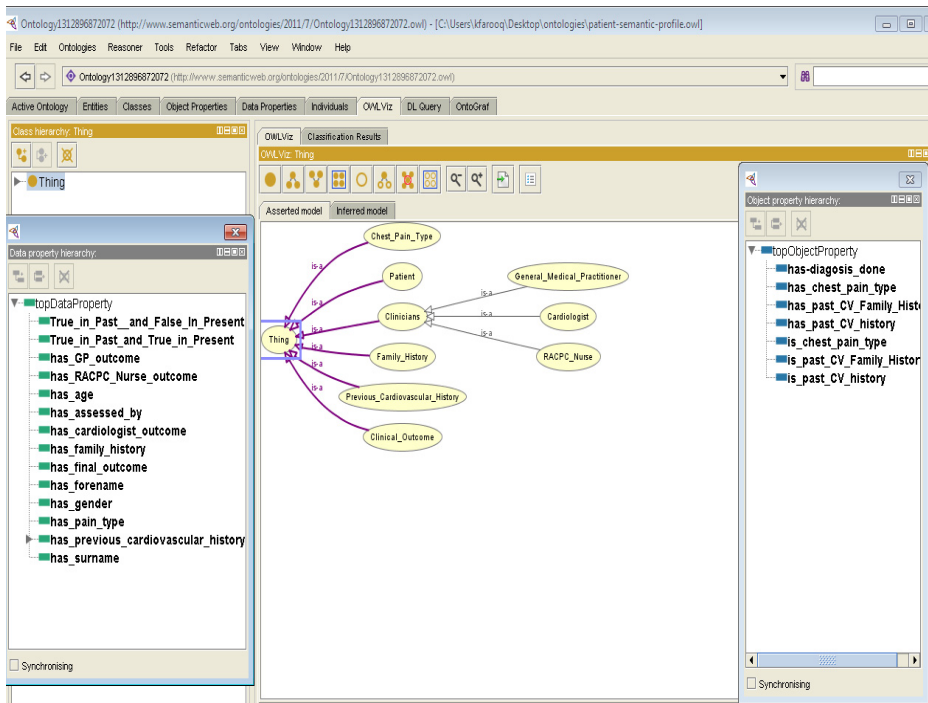 Ontology1312896872072 (http://www.semanticweb.org/ontologies/2011/7/Ontology1312896872072.owl) - [C:\Users\kfarooq\Desktop\ontologies\patient-semantic-profile.owl]
File Edit Ontologies Reasoner Tools Refactor Tabs View Window Help
Ontology1312896872072 (http://www.semanticweb.org/ontologies/2011/7/Ontology1312896872072.owl)
Active Ontology Entities Classes Object Properties Data Properties Individuals OWLViz DL Query OntoGraf
Class hierarchy: Thing
Thing
OWLViz Classification Results
OWLViz: Thing
Asserted model Inferred model
Chest_Pain_Type
is-a
Patient
General_Medical_Practitioner
is-a
is-a
Clinicians
Cardiologist
is-a
is-a
Thing
Family_History
RACPC_Nurse
is-a
is-a
Previous_Cardiovascular_History
is-a
Clinical_Outcome
Data property hierarchy:
topDataProperty
True_in_Past__and_False_In_Present
True_in_Past_and_True_in_Present
has_GP_outcome
has_RACPC_Nurse_outcome
has_age
has_assessed_by
has_cardiologist_outcome
has_family_history
has_final_outcome
has_forename
has_gender
has_pain_type
has_previous_cardiovascular_history
has_surname
Synchronising
Object property hierarchy:
topObjectProperty
has-diagosis_done
has_chest_pain_type
has_past_CV_Family_Histo
has_past_CV_history
is_chest_pain_type
is_past_CV_Family_Histor
is_past_CV_history
Synchronising